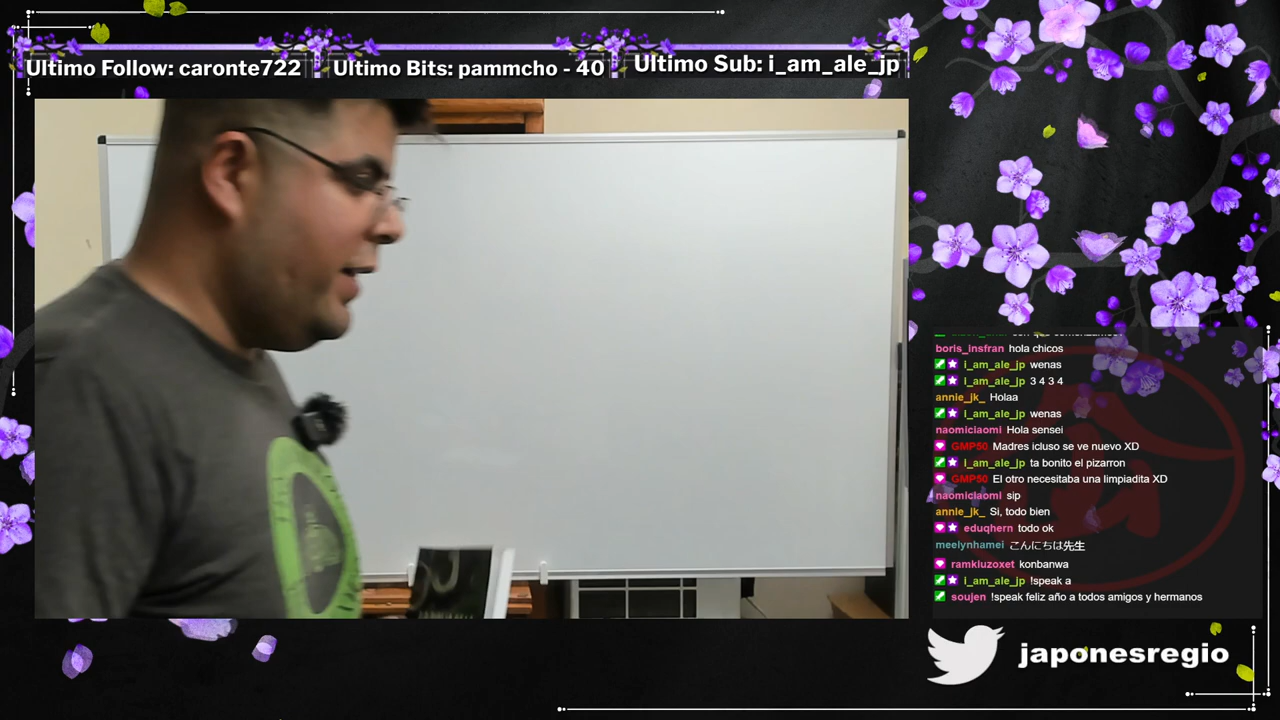 Ultimo Follow: caronte722
Ultimo Bits: pammcho - 40
Ultimo Sub: i_am_ale_jp
boris_insfran hola chicos
i_am_ale_jp wenas
i_am_ale_jp 3 4 3 4
annie_jk_ Holaa
i_am_ale_jp wenas
naomiciaomi Hola sensei
GMP50 Madres icluso se ve nuevo XD
i_am_ale_jp ta bonito el pizarron
GMP50 El otro necesitaba una limpiadita XD
naomiciaomi sip
annie_jk_ Si, todo bien
eduqhern todo ok
meelynhamei こんにちは先生
ramkluzoxet konbanwa
i_am_ale_jp !speak a
soujen !speak feliz año a todos amigos y hermanos
japonesregio